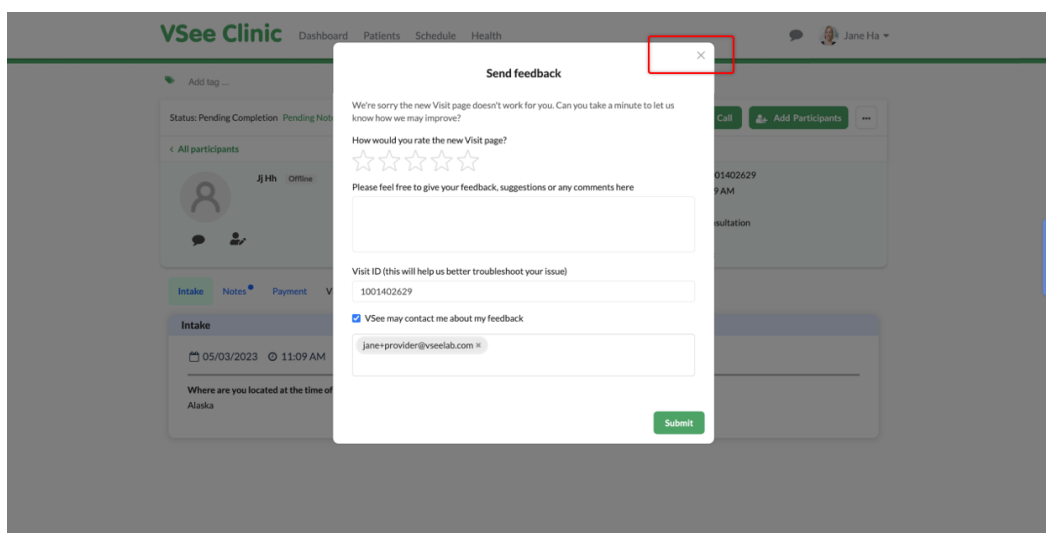 VSee Clinic Dashboard Patients Schedule Health Jane Ha
Add tag ...
Send feedback
We're sorry the new Visit page doesn't work for you. Can you take a minute to let us
know how we may improve?
Status: Pending Completion Pending Note
Call Add Participants ...
How would you rate the new Visit page?
< All participants
Jj Hh Offline
01402629
9 AM
Please feel free to give your feedback, suggestions or any comments here
Visit ID (this will help us better troubleshoot your issue)
1001402629
Intake Notes Payment V
VSee may contact me about my feedback
Intake
jane+provider@vseelab.com ×
05/03/2023 11:09 AM
Where are you located at the time of
Alaska
Submit